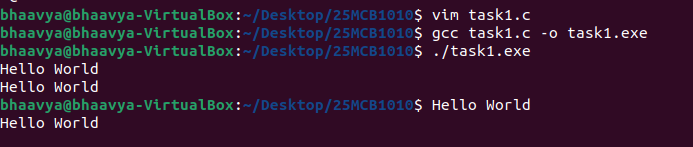 bhaavya@bhaavya-VirtualBox:~/Desktop/25MCB1010$ vim task1.c
bhaavya@bhaavya-VirtualBox:~/Desktop/25MCB1010$ gcc task1.c -o task1.exe
bhaavya@bhaavya-VirtualBox:~/Desktop/25MCB1010$ ./task1.exe
Hello World
Hello World
bhaavya@bhaavya-VirtualBox:~/Desktop/25MCB1010$ Hello World
Hello World